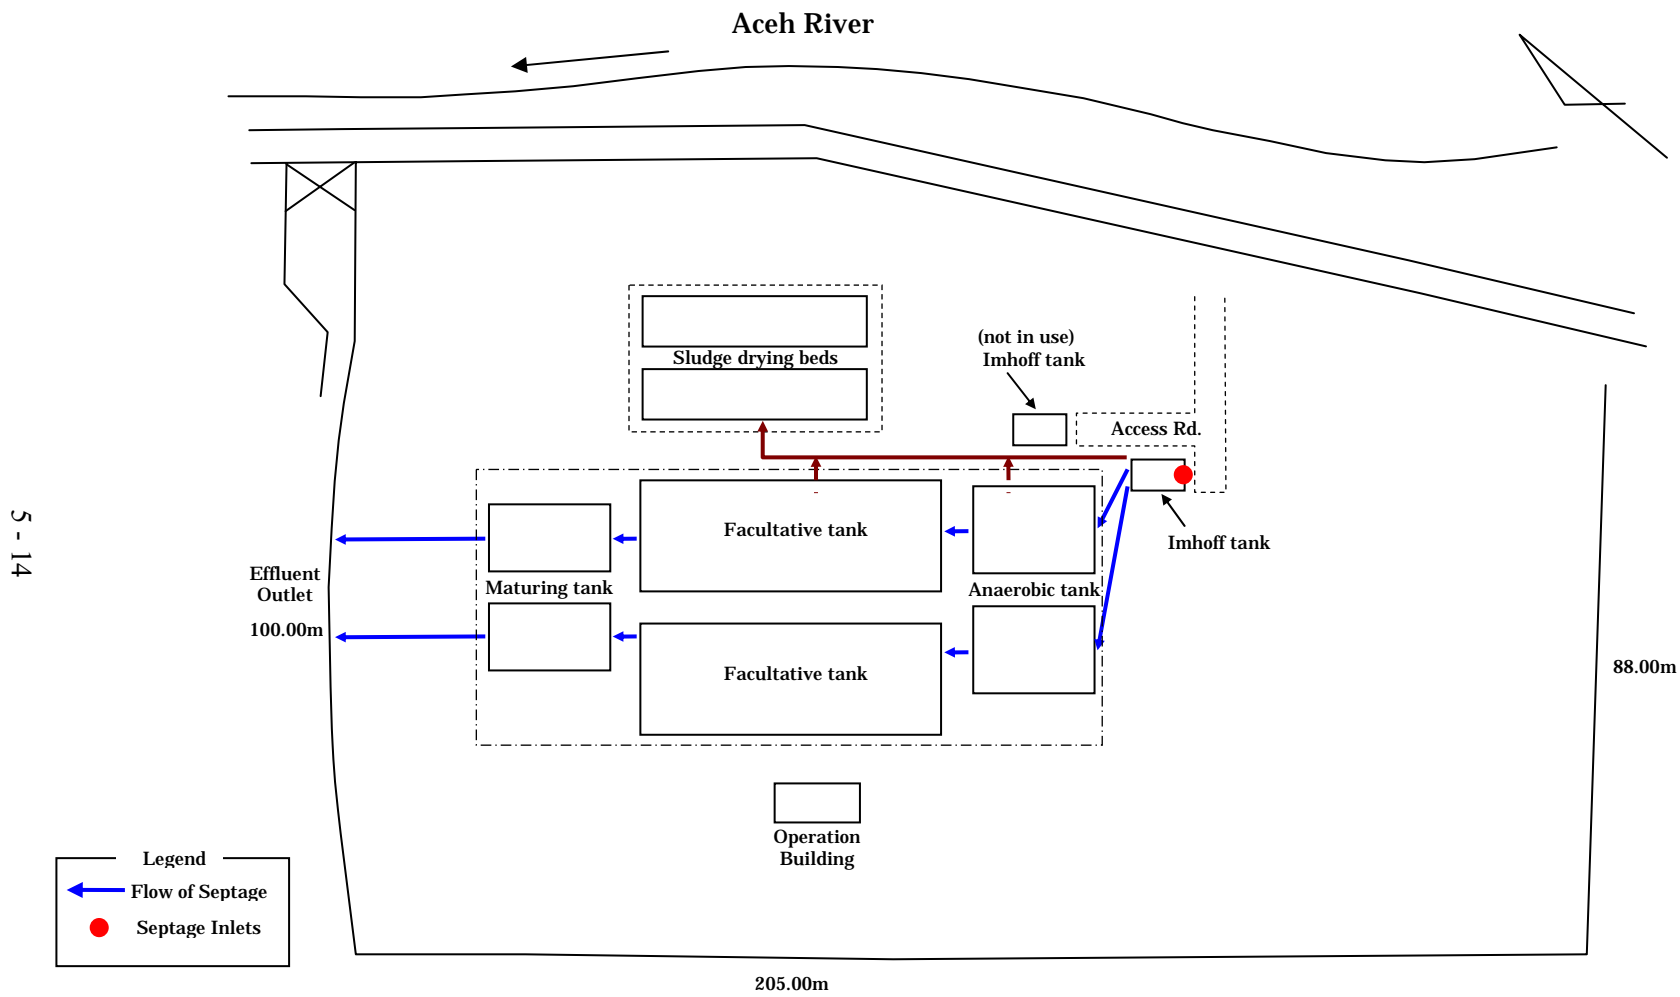 Aceh River
(not in use)
Imhoff tank
Sludge drying beds
Access Rd.
Facultative tank
Imhoff tank
5 - 14
Effluent
Outlet
Maturing tank
Anaerobic tank
100.00m
88.00m
Facultative tank
Operation
Building
Legend
Flow of Septage
Septage Inlets
205.00m